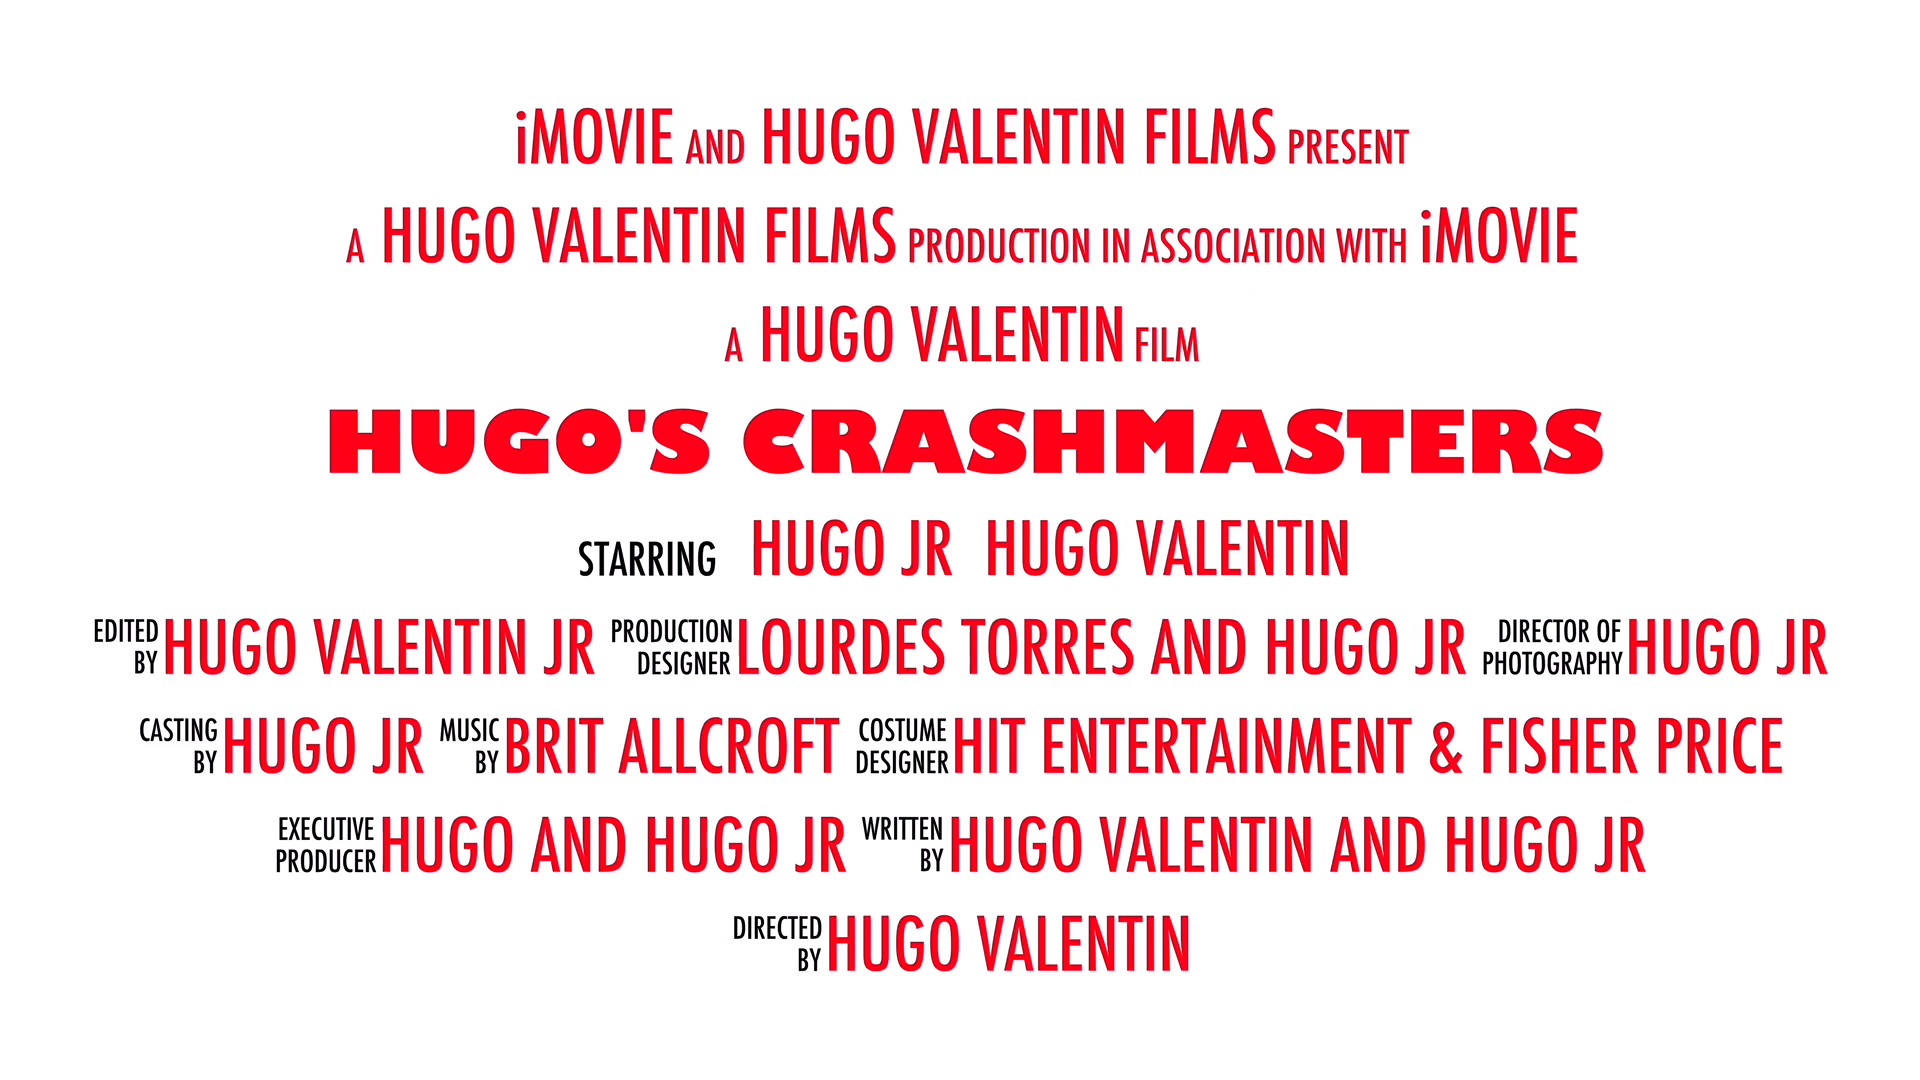 iMOVIE AND HUGO VALENTIN FILMS PRESENT
A HUGO VALENTIN FILMS PRODUCTION IN ASSOCIATION WITH iMOVIE
A HUGO VALENTIN FILM
HUGO'S CRASHMASTERS
STARRING HUGO JR HUGO VALENTIN
EDITED BY HUGO VALENTIN JR PRODUCTION DESIGNER LOURDES TORRES AND HUGO JR DIRECTOR OF PHOTOGRAPHY HUGO JR
CASTING BY HUGO JR MUSIC BY BRIT ALLCROFT COSTUME DESIGNER HIT ENTERTAINMENT & FISHER PRICE
EXECUTIVE PRODUCER HUGO AND HUGO JR WRITTEN BY HUGO VALENTIN AND HUGO JR
DIRECTED BY HUGO VALENTIN